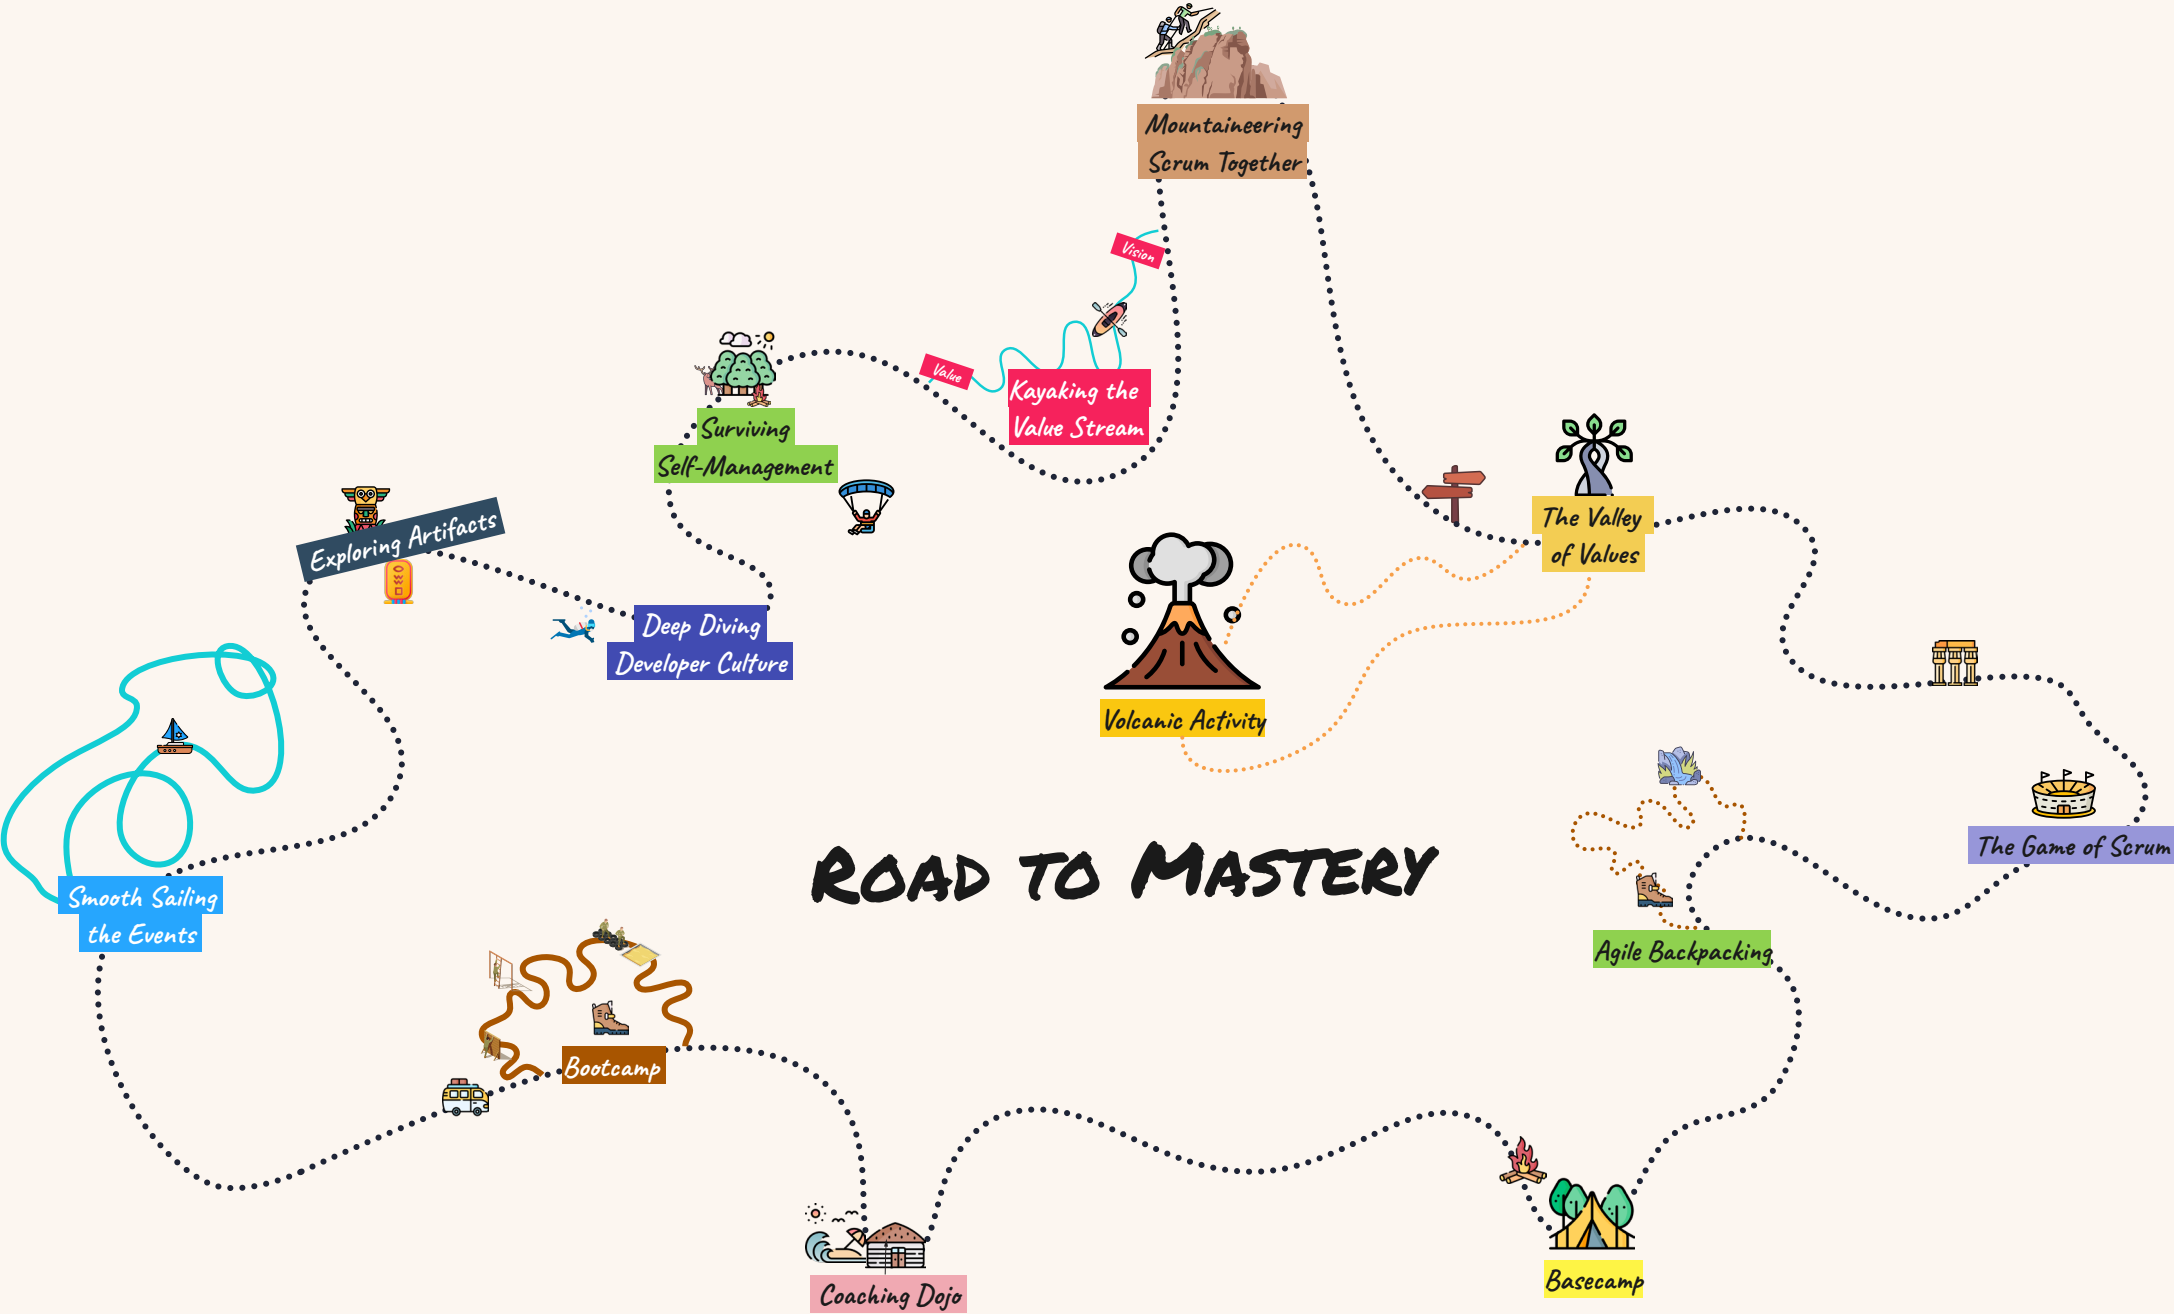 Mountaineering
Scrum Together
Vision
Value
Kayaking the
Value Stream
Surviving
Self-Management
Exploring Artifacts
The Valley
of Values
Deep Diving
Developer Culture
Volcanic Activity
The Game of Scrum
Road to Mastery
Smooth Sailing
the Events
Agile Backpacking
Bootcamp
Basecamp
Coaching Dojo